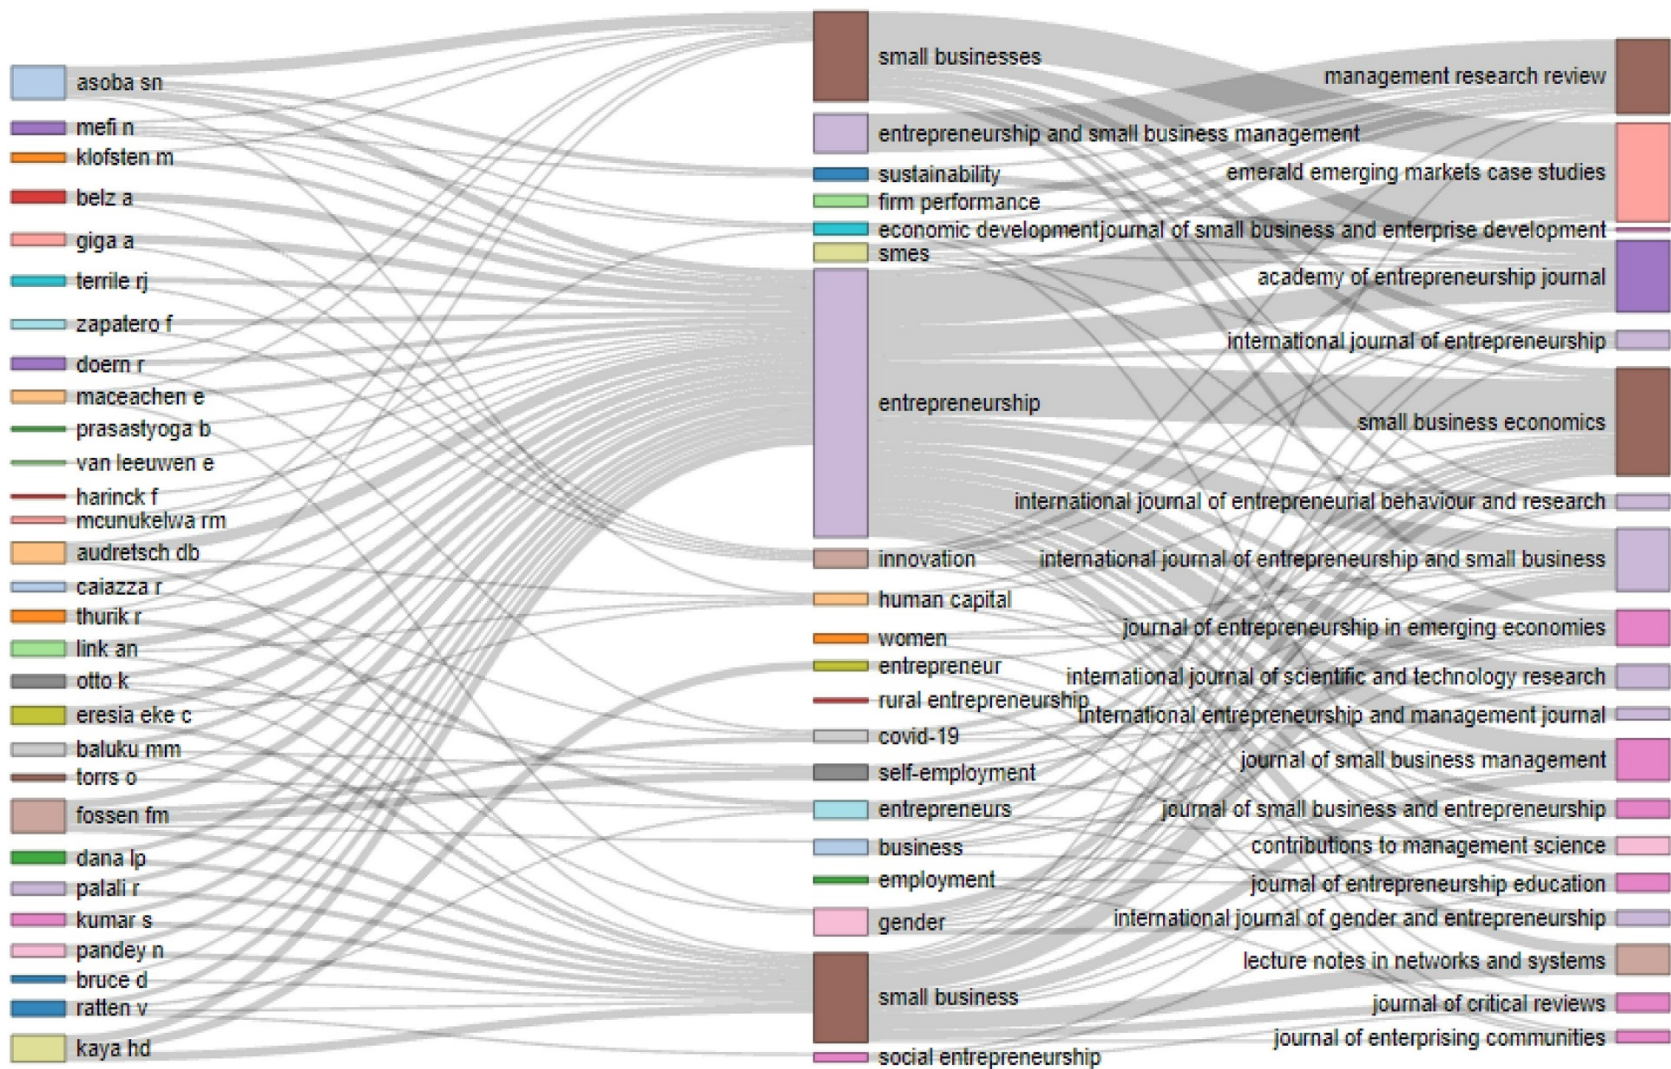 asoba sn
mefi n
klofsten m
belz a
giga a
terrile rj
zapatero f
doern r
maceachen e
prasastyoga b
van leeuwen e
harinck f
mcunukelwa rm
audretsch db
caiazza r
thurik r
link an
otto k
eresia eke c
baluku mm
torrs o
fossen fm
dana lp
palali r
kumar s
pandey n
bruce d
ratten v
kaya hd
small businesses
entrepreneurship and small business management
sustainability
firm performance
economic development
smes
entrepreneurship
innovation
human capital
women
entrepreneur
rural entrepreneurship
covid-19
self-employment
entrepreneurs
business
employment
gender
small business
social entrepreneurship
management research review
emerald emerging markets case studies
journal of small business and enterprise development
academy of entrepreneurship journal
international journal of entrepreneurship
small business economics
international journal of entrepreneurial behaviour and research
international journal of entrepreneurship and small business
journal of entrepreneurship in emerging economies
international journal of scientific and technology research
international entrepreneurship and management journal
journal of small business management
journal of small business and entrepreneurship
contributions to management science
journal of entrepreneurship education
international journal of gender and entrepreneurship
lecture notes in networks and systems
journal of critical reviews
journal of enterprising communities